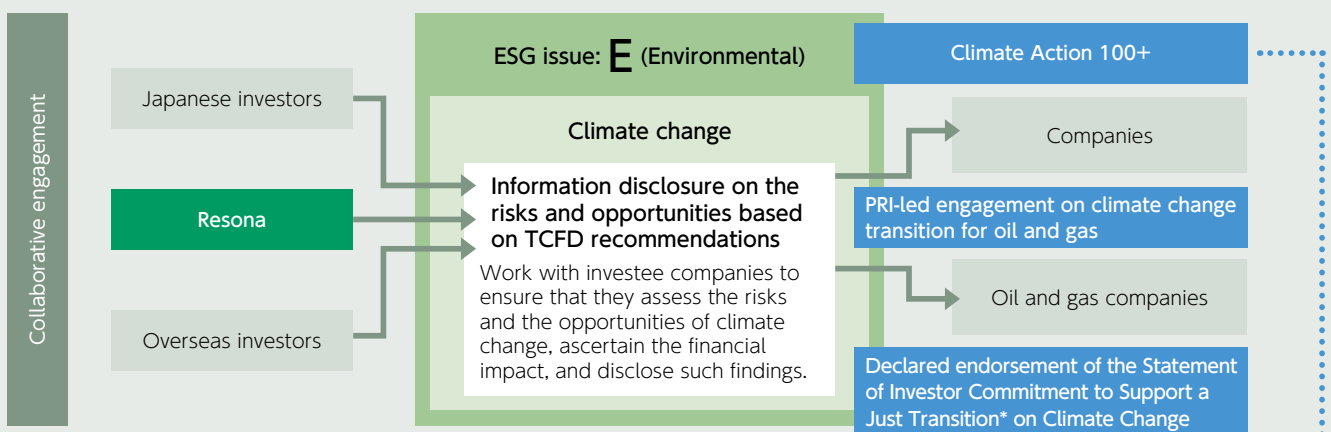 Collaborative engagement
Japanese investors
Resona
Overseas investors
ESG issue: E (Environmental)
Climate change
Information disclosure on the
risks and opportunities based
on TCFD recommendations
Work with investee companies to
ensure that they assess the risks
and the opportunities of climate
change, ascertain the financial
impact, and disclose such findings.
Climate Action 100+
Companies
PRI-led engagement on climate change
transition for oil and gas
Oil and gas companies
Declared endorsement of the Statement
of Investor Commitment to Support a
Just Transition* on Climate Change